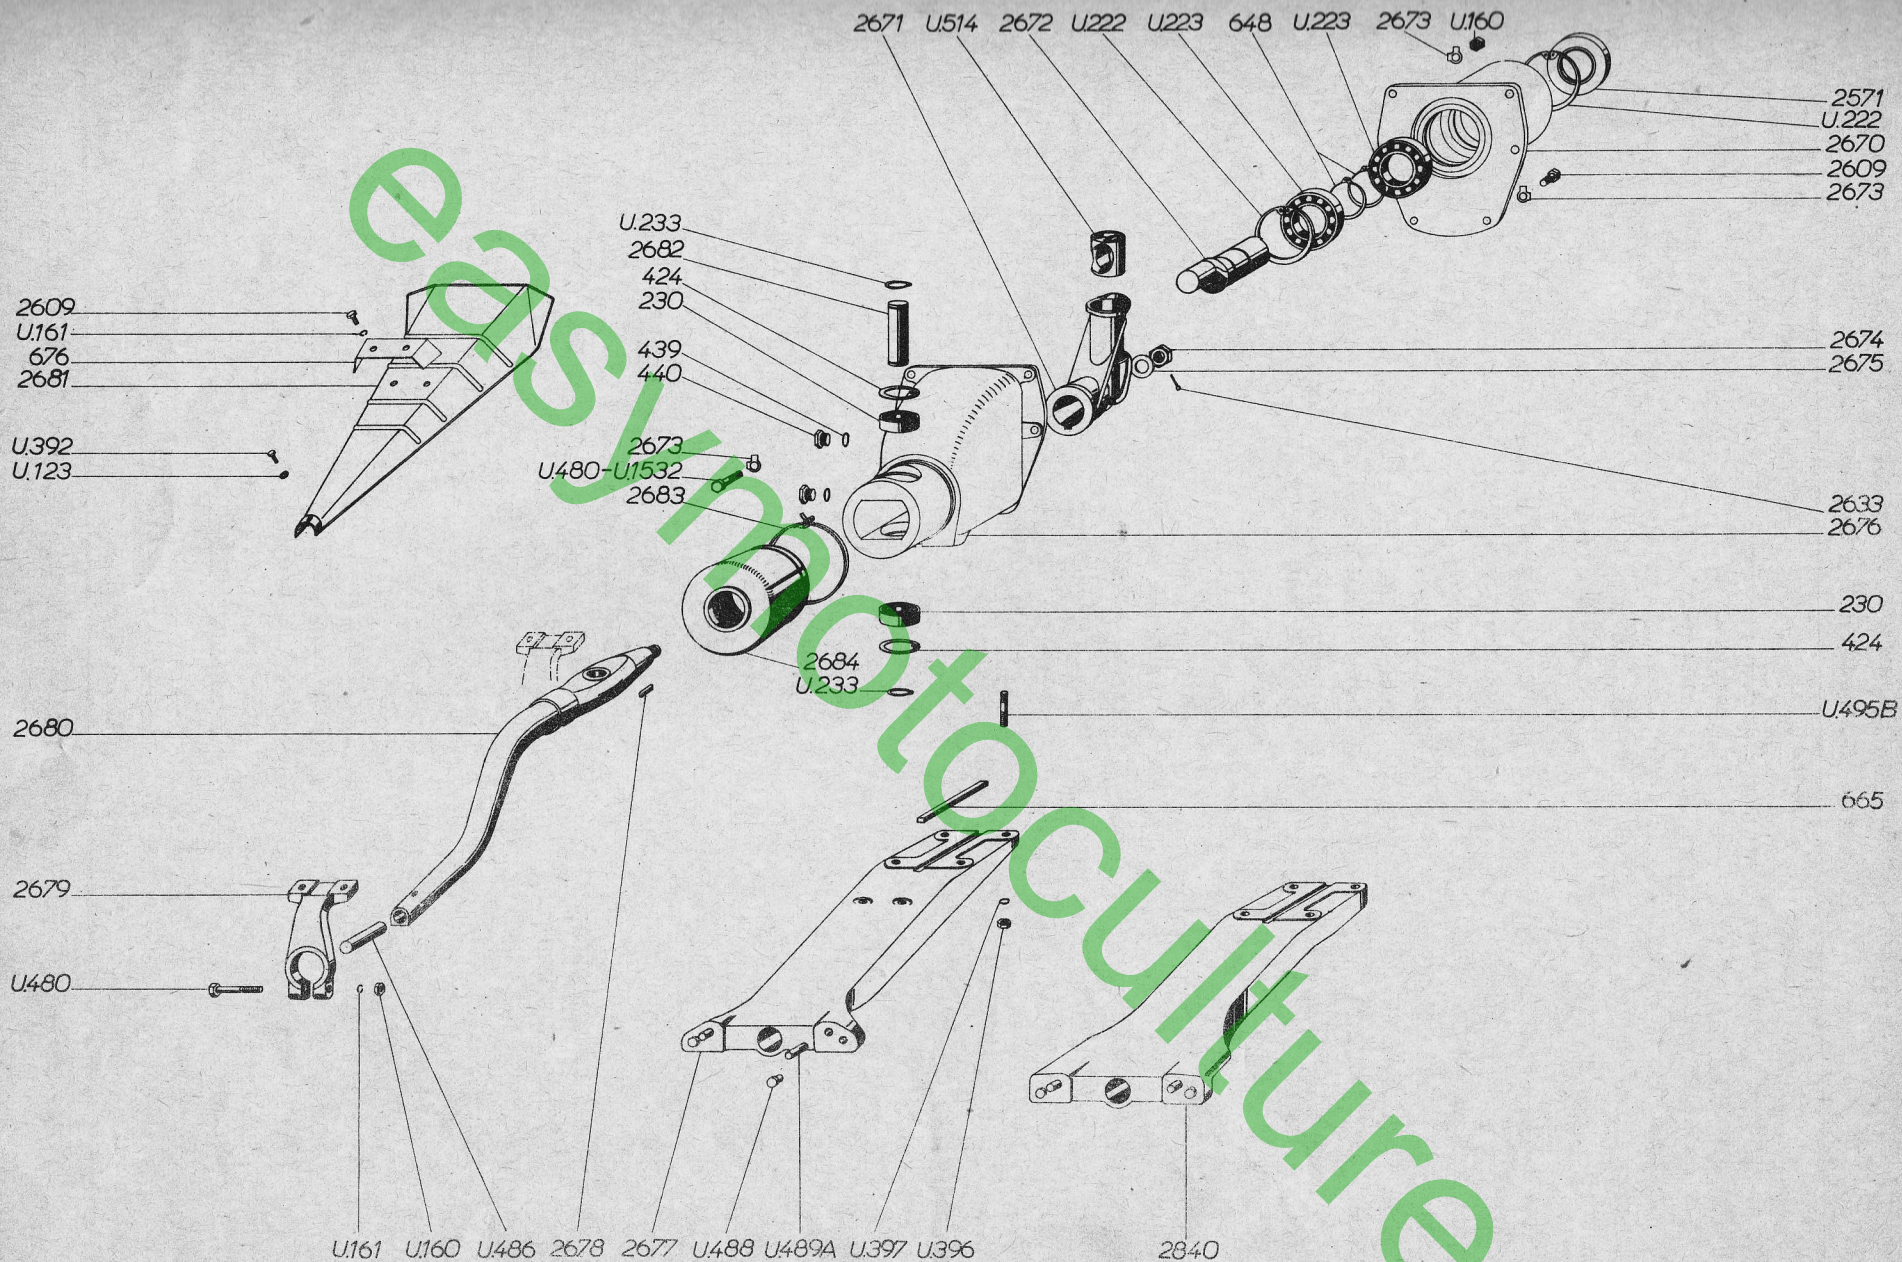 2671 U.514 2672 U.222 U.223 648 U.223 2673 U.160
2571
U.222
2670
2609
2673
U.233
2682
424
230
439
440
2673
U.480-U.1532
2683
2609
U.161
676
2681
U.392
U.123
2674
2675
2633
2676
230
424
2684
U.233
U.495B
665
2680
2679
U.480
U.161 U.160 U.486 2678 2677 U.488 U.489A U.397 U.396 2840
easymotoculture